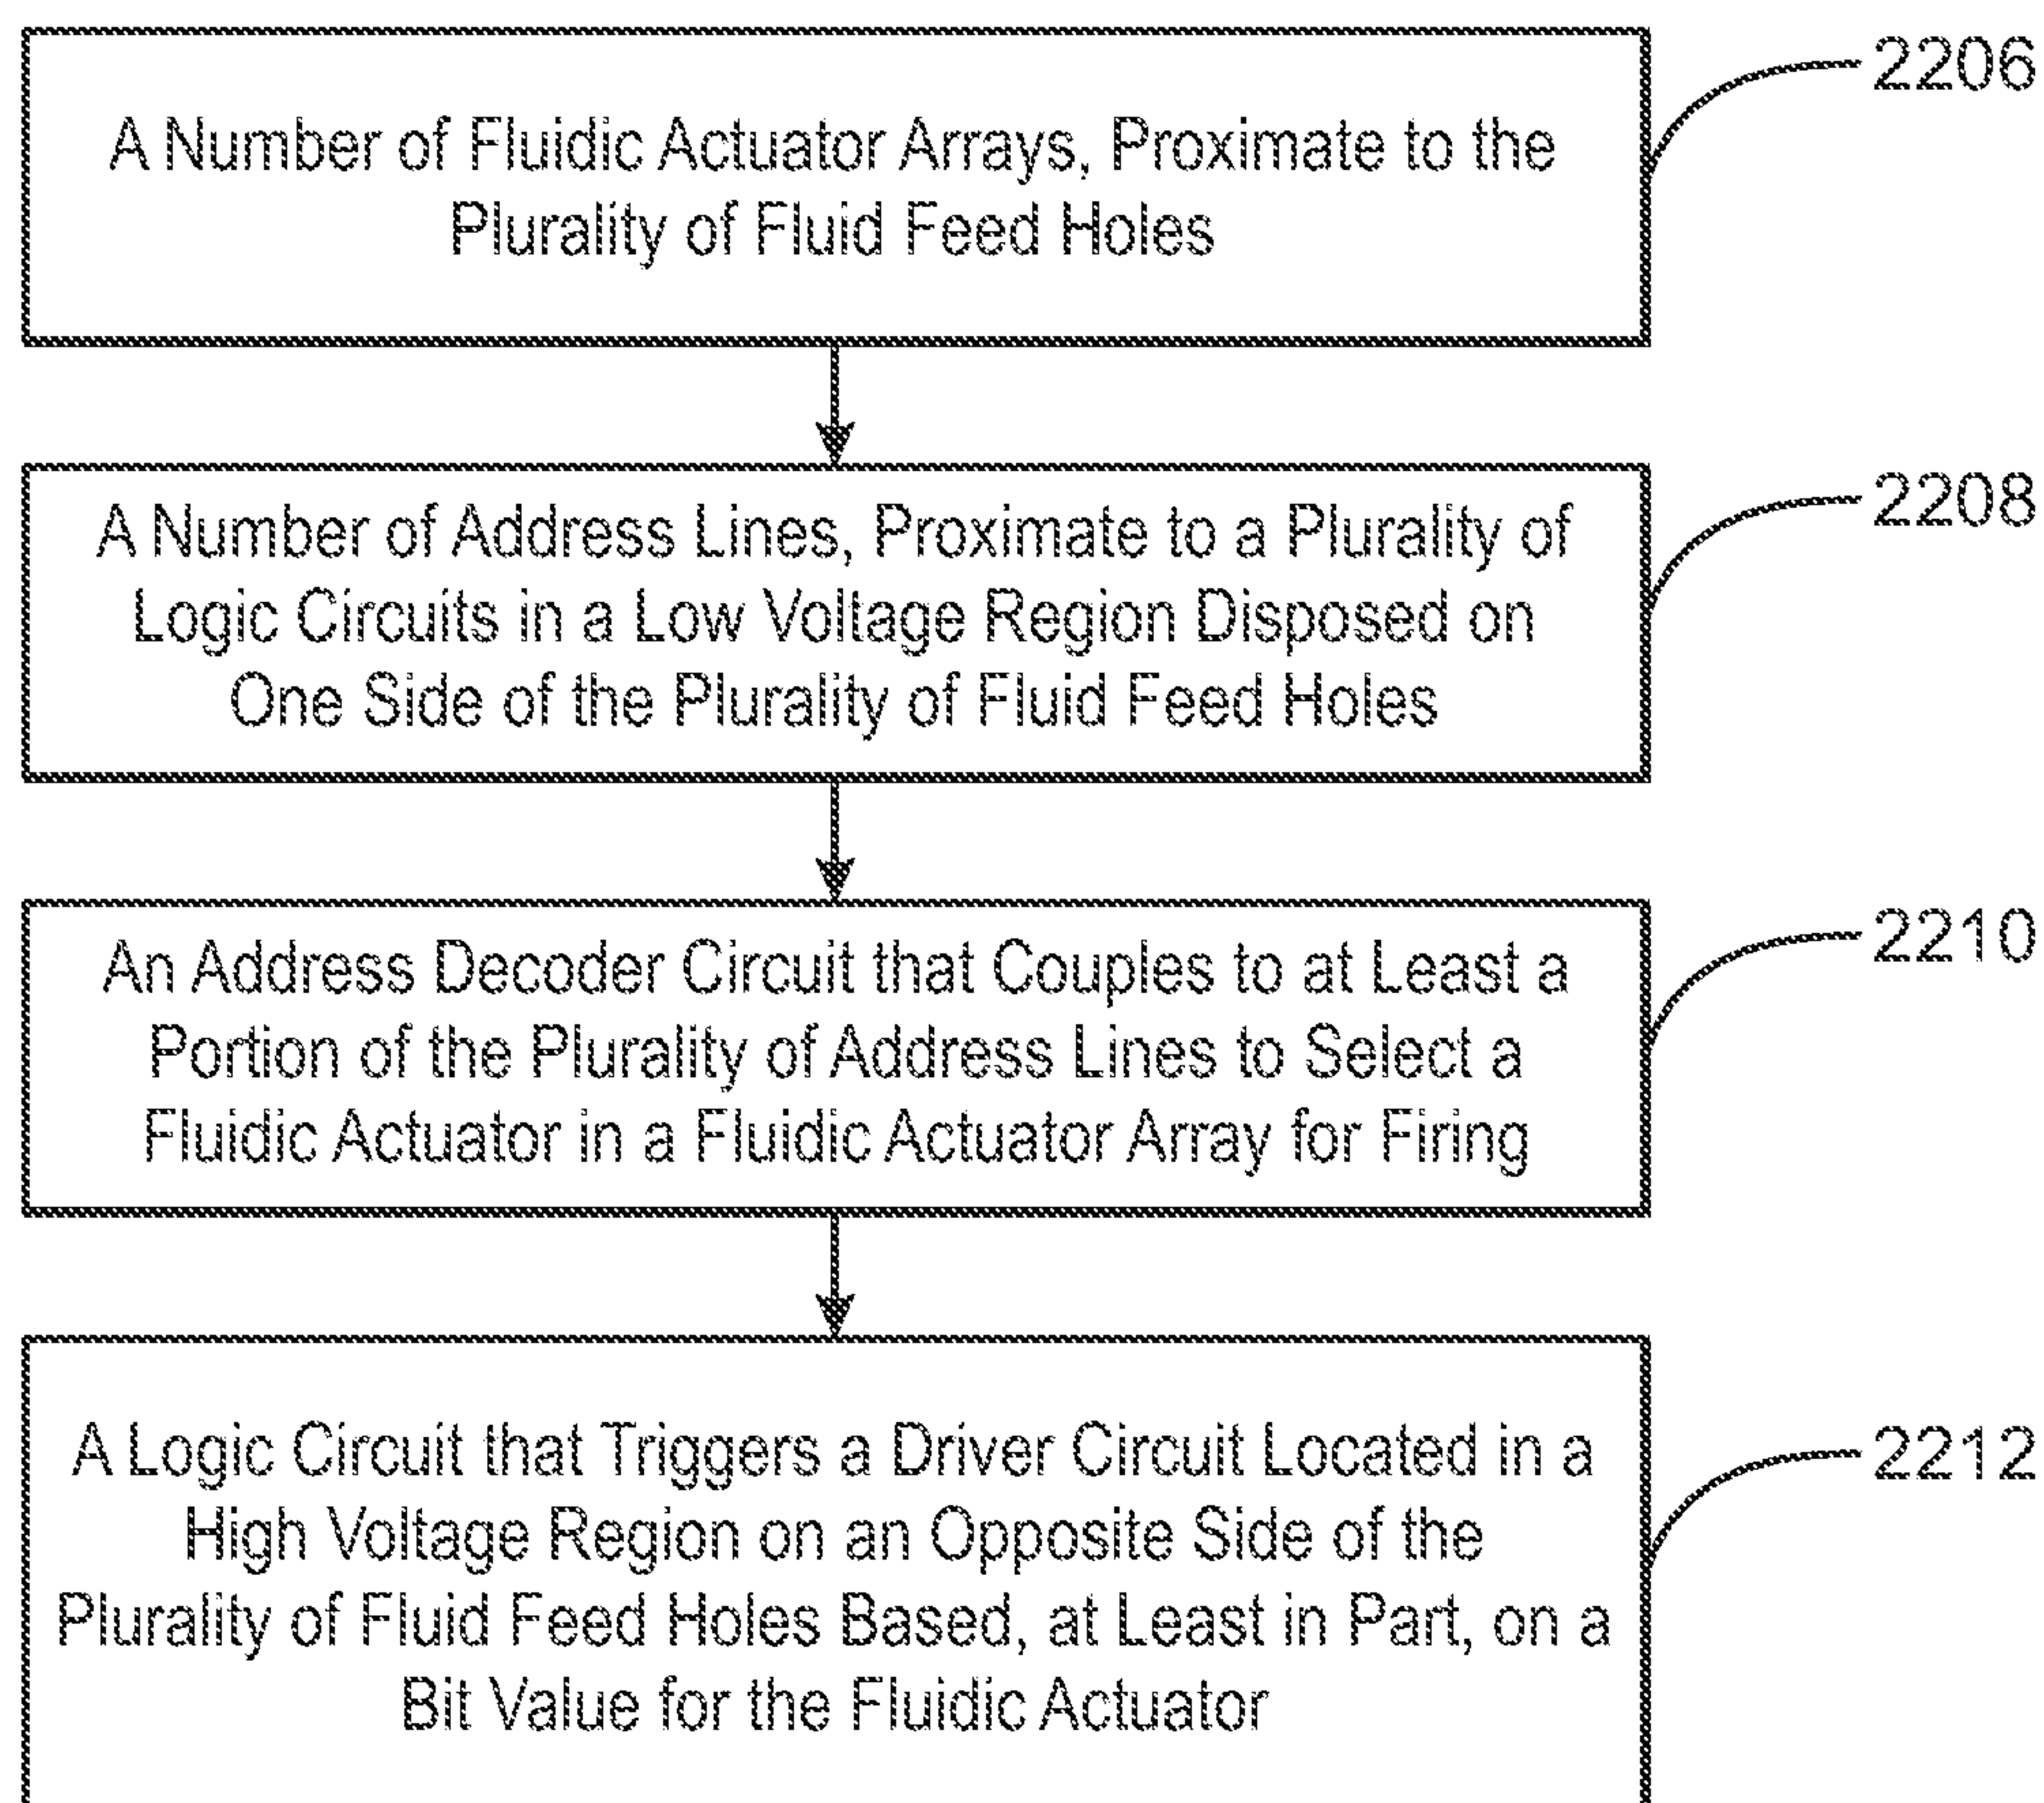 A Number of Fluidic Actuator Arrays, Proximate to the
Plurality of Fluid Feed Holes
2206
A Number of Address Lines, Proximate to a Plurality of
Logic Circuits in a Low Voltage Region Disposed on
One Side of the Plurality of Fluid Feed Holes
2208
An Address Decoder Circuit that Couples to at Least a
Portion of the Plurality of Address Lines to Select a
Fluidic Actuator in a Fluidic Actuator Array for Firing
2210
A Logic Circuit that Triggers a Driver Circuit Located in a
High Voltage Region on an Opposite Side of the
Plurality of Fluid Feed Holes Based, at Least in Part, on a
Bit Value for the Fluidic Actuator
2212